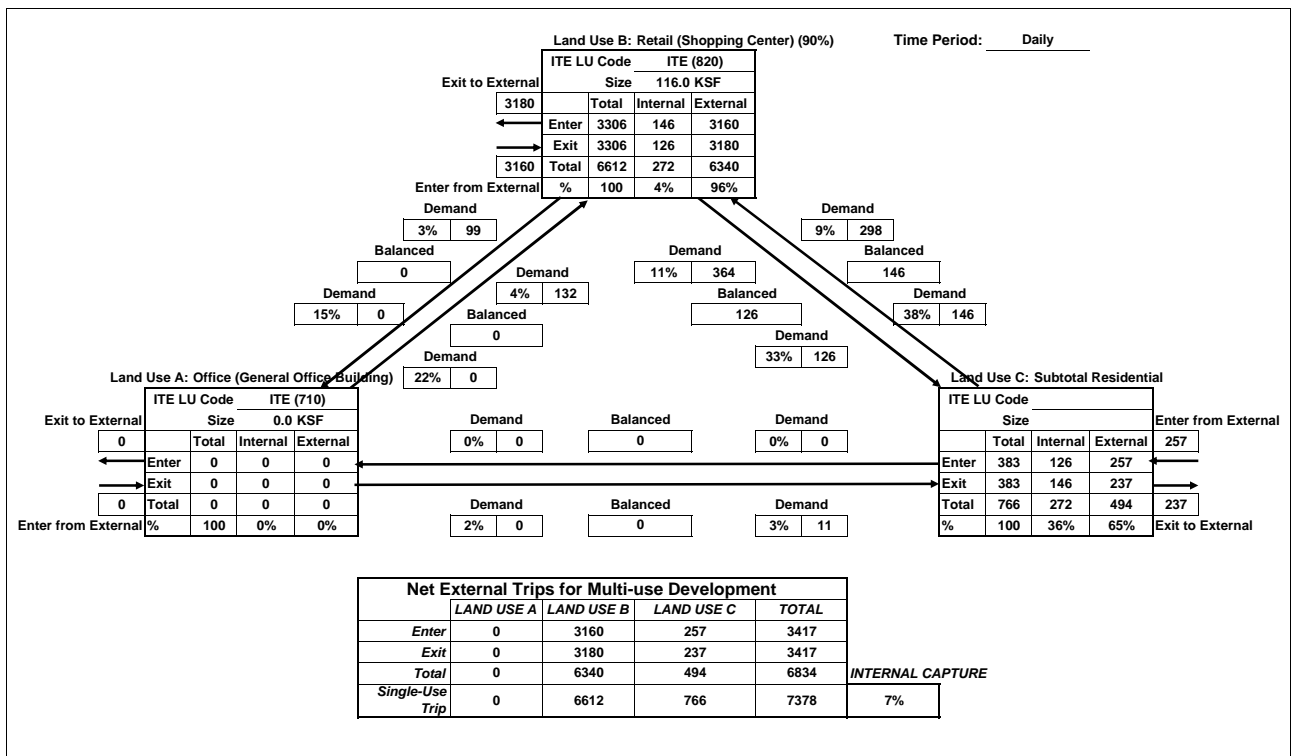 Land Use B: Retail (Shopping Center) (90%) Time Period: Daily
ITE LU Code ITE (820)
Exit to External Size 116.0 KSF
3180 Total Internal External
Enter 3306 146 3160
Exit 3306 126 3180
3160 Total 6612 272 6340
Enter from External % 100 4% 96%
Demand Demand
3% 99 9% 298
Balanced Demand Balanced
0 11% 364 146
Demand Demand Balanced Demand
15% 0 4% 132 126 38% 146
Balanced
0 Demand
Demand 33% 126
22% 0
Land Use A: Office (General Office Building) Land Use C: Subtotal Residential
ITE LU Code ITE (710) ITE LU Code
Exit to External Size 0.0 KSF Demand Balanced Demand Size Enter from External
0 Total Internal External 0% 0 0 0% 0 Total Internal External 257
Enter 0 0 0 Enter 383 126 257
Exit 0 0 0 Exit 383 146 237
0 Total 0 0 0 Demand Balanced Demand Total 766 272 494 237
Enter from External % 100 0% 0% 2% 0 0 3% 11 % 100 36% 65% Exit to External
Net External Trips for Multi-use Development
LAND USE A LAND USE B LAND USE C TOTAL
Enter 0 3160 257 3417
Exit 0 3180 237 3417
Total 0 6340 494 6834 INTERNAL CAPTURE
Single-Use
Trip 0 6612 766 7378 7%